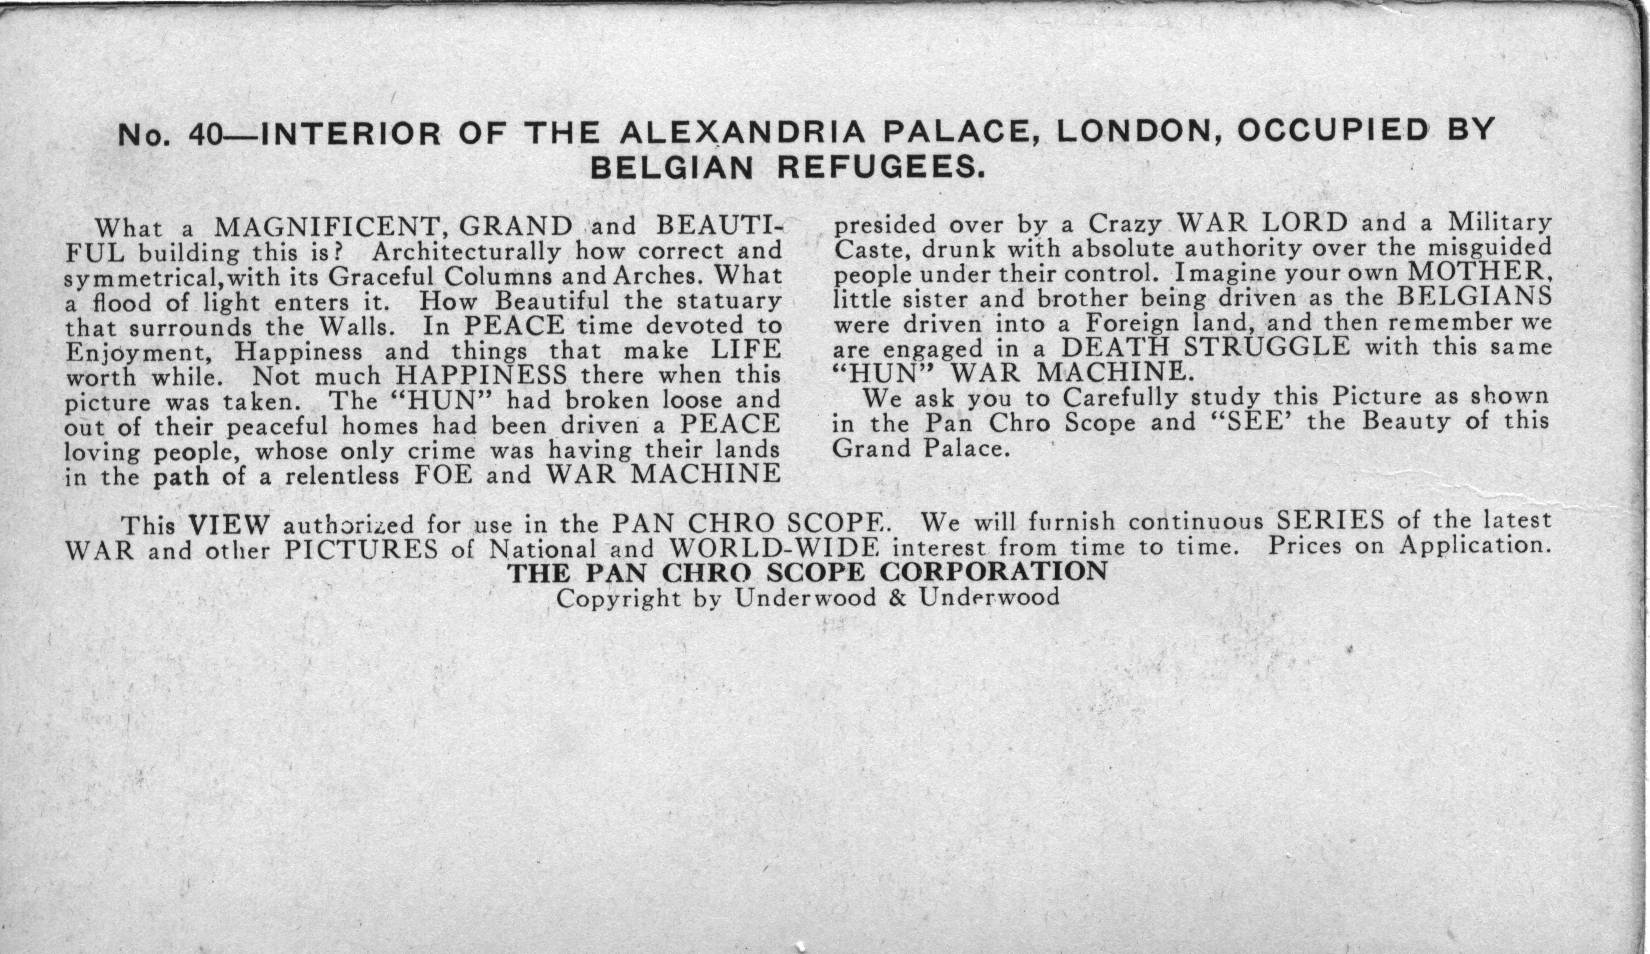 No. 40—INTERIOR OF THE ALEXANDRIA PALACE, LONDON, OCCUPIED BY
BELGIAN REFUGEES.
What a MAGNIFICENT, GRAND and BEAUTI-
FUL building this is? Architecturally how correct and
symmetrical, with its Graceful Columns and Arches. What
a flood of light enters it. How Beautiful the statuary
that surrounds the Walls. In PEACE time devoted to
Enjoyment, Happiness and things that make LIFE
worth while. Not much HAPPINESS there when this
picture was taken. The “HUN” had broken loose and
out of their peaceful homes had been driven a PEACE
loving people, whose only crime was having their lands
in the path of a relentless FOE and WAR MACHINE
presided over by a Crazy WAR LORD and a Military
Caste, drunk with absolute authority over the misguided
people under their control. Imagine your own MOTHER,
little sister and brother being driven as the BELGIANS
were driven into a Foreign land, and then remember we
are engaged in a DEATH STRUGGLE with this same
“HUN” WAR MACHINE.
We ask you to Carefully study this Picture as shown
in the Pan Chro Scope and “SEE’ the Beauty of this
Grand Palace.
This VIEW authorized for use in the PAN CHRO SCOPE. We will furnish continuous SERIES of the latest
WAR and other PICTURES of National and WORLD-WIDE interest from time to time. Prices on Application.
THE PAN CHRO SCOPE CORPORATION
Copyright by Underwood & Underwood